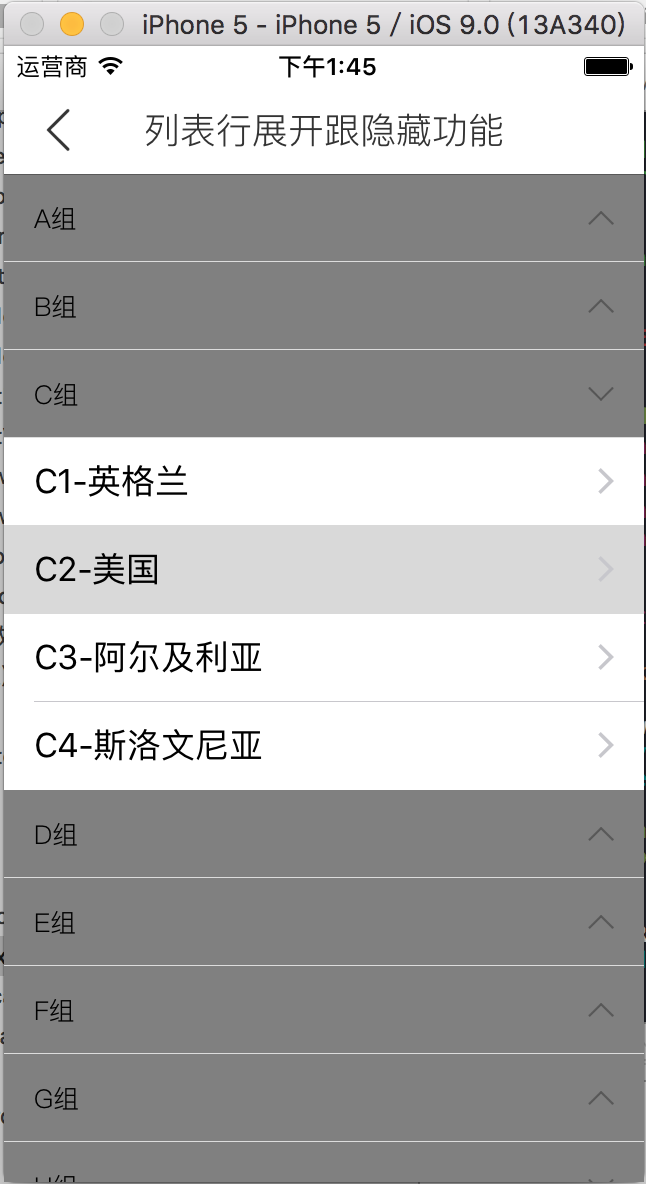 iPhone 5 - iPhone 5 / iOS 9.0 (13A340)
运营商 下午1:45
列表行展开跟隐藏功能
A组
B组
C组
C1-英格兰
C2-美国
C3-阿尔及利亚
C4-斯洛文尼亚
D组
E组
F组
G组